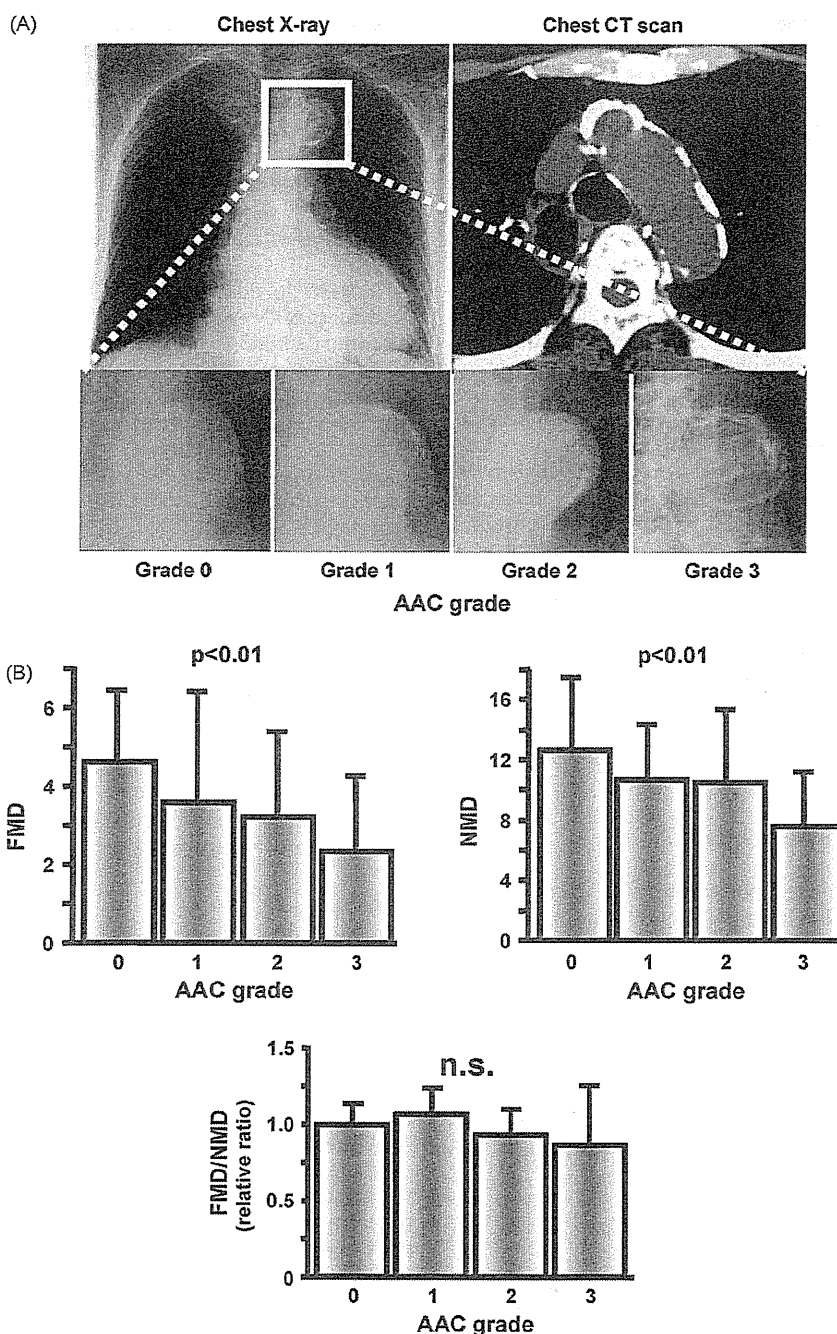 (A)
Chest X-ray
Chest CT scan
Grade 0
Grade 1
Grade 2
Grade 3
AAC grade
(B)
p<0.01
FMD
6
4
2
0
0 1 2 3
AAC grade
p<0.01
NMD
16
12
8
4
0
0 1 2 3
AAC grade
n.s.
FMD/NMD
(relative ratio)
1.5
1.0
0.5
0
0 1 2 3
AAC grade